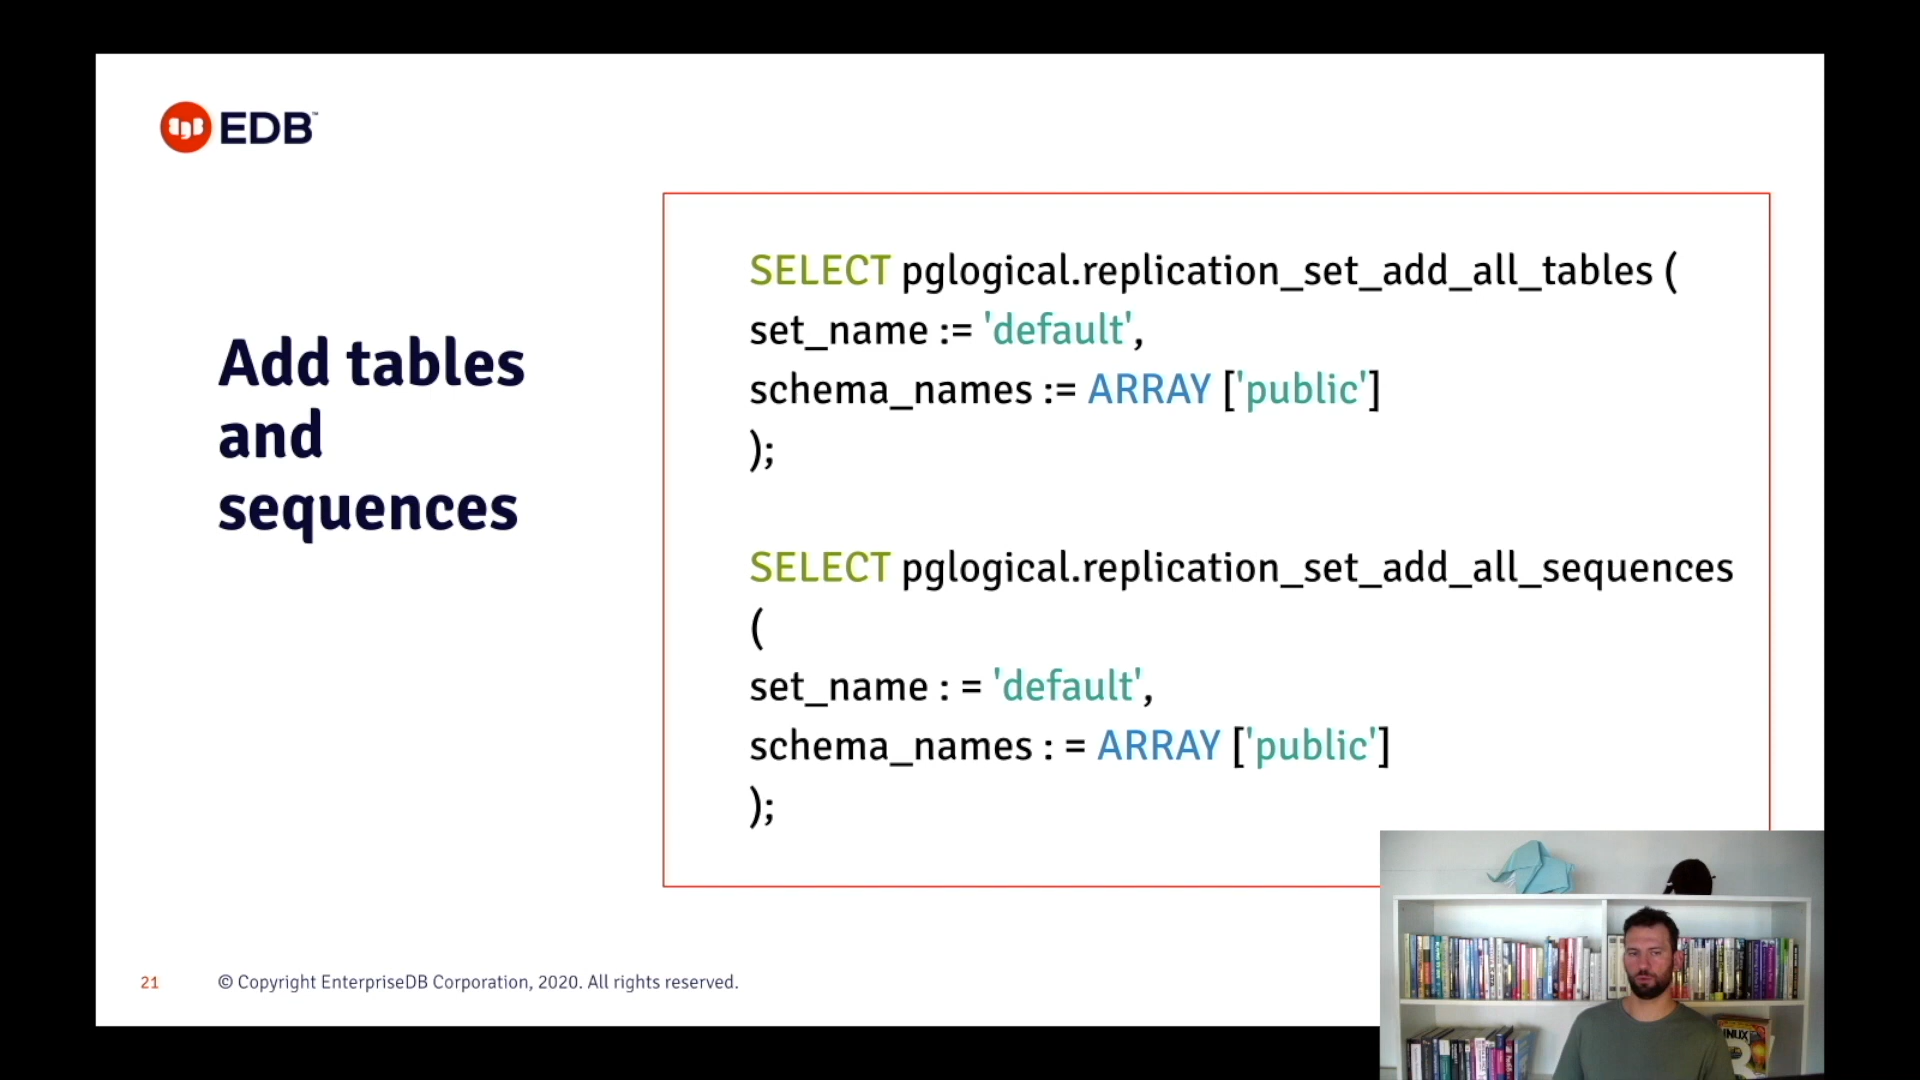 EDB™
Add tables
and
sequences
SELECT pglogical.replication_set_add_all_tables (
set_name := 'default',
schema_names := ARRAY ['public']
);
SELECT pglogical.replication_set_add_all_sequences
(
set_name : = 'default',
schema_names : = ARRAY ['public']
);
21
© Copyright EnterpriseDB Corporation, 2020. All rights reserved.